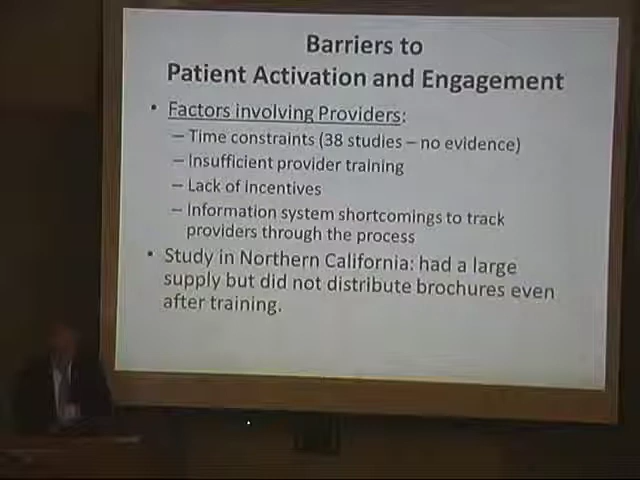 Barriers to
Patient Activation and Engagement
• Factors involving Providers:
– Time constraints (38 studies – no evidence)
– Insufficient provider training
– Lack of incentives
– Information system shortcomings to track
providers through the process
• Study in Northern California: had a large
supply but did not distribute brochures even
after training.